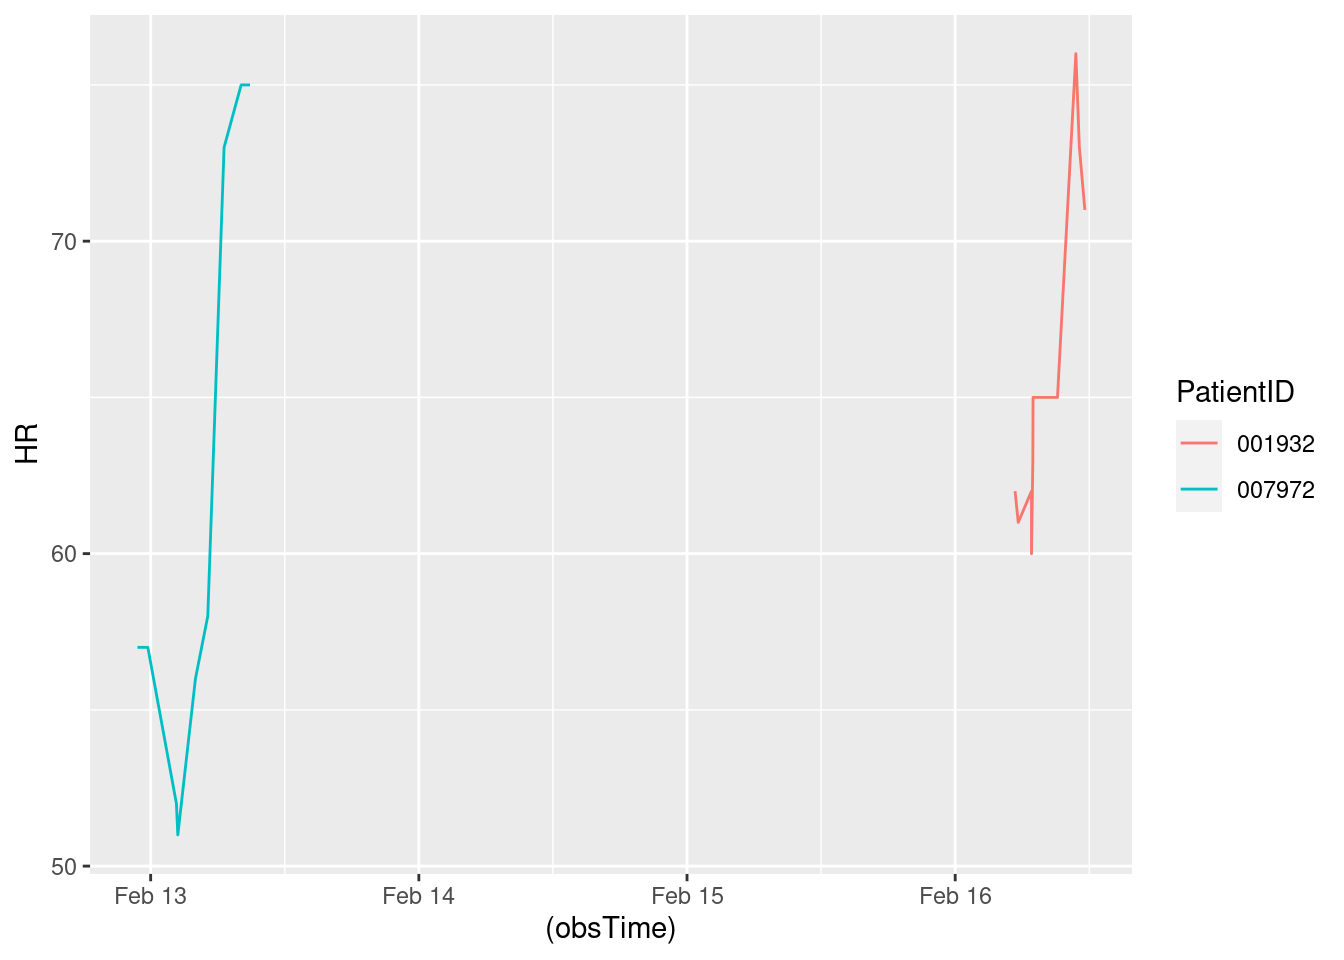 HR
70
60
50
Feb 13
Feb 14
Feb 15
Feb 16
(obsTime)
PatientID
001932
007972